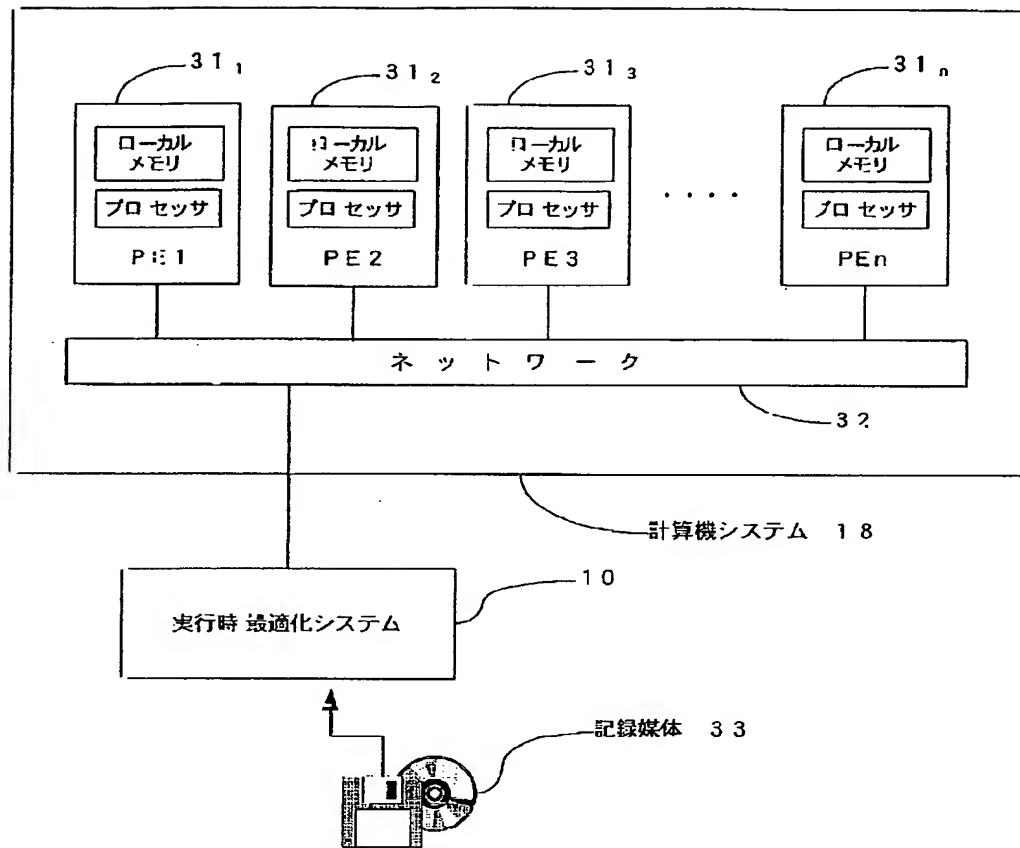 31₁
31₂
31₃
31ₙ
ローカル
メモリ
プロセッサ
PE1
ローカル
メモリ
プロセッサ
PE2
ローカル
メモリ
プロセッサ
PE3
・・・・
ローカル
メモリ
プロセッサ
PEn
ネットワーク
32
計算機システム 18
10
実行時最適化システム
記録媒体 33